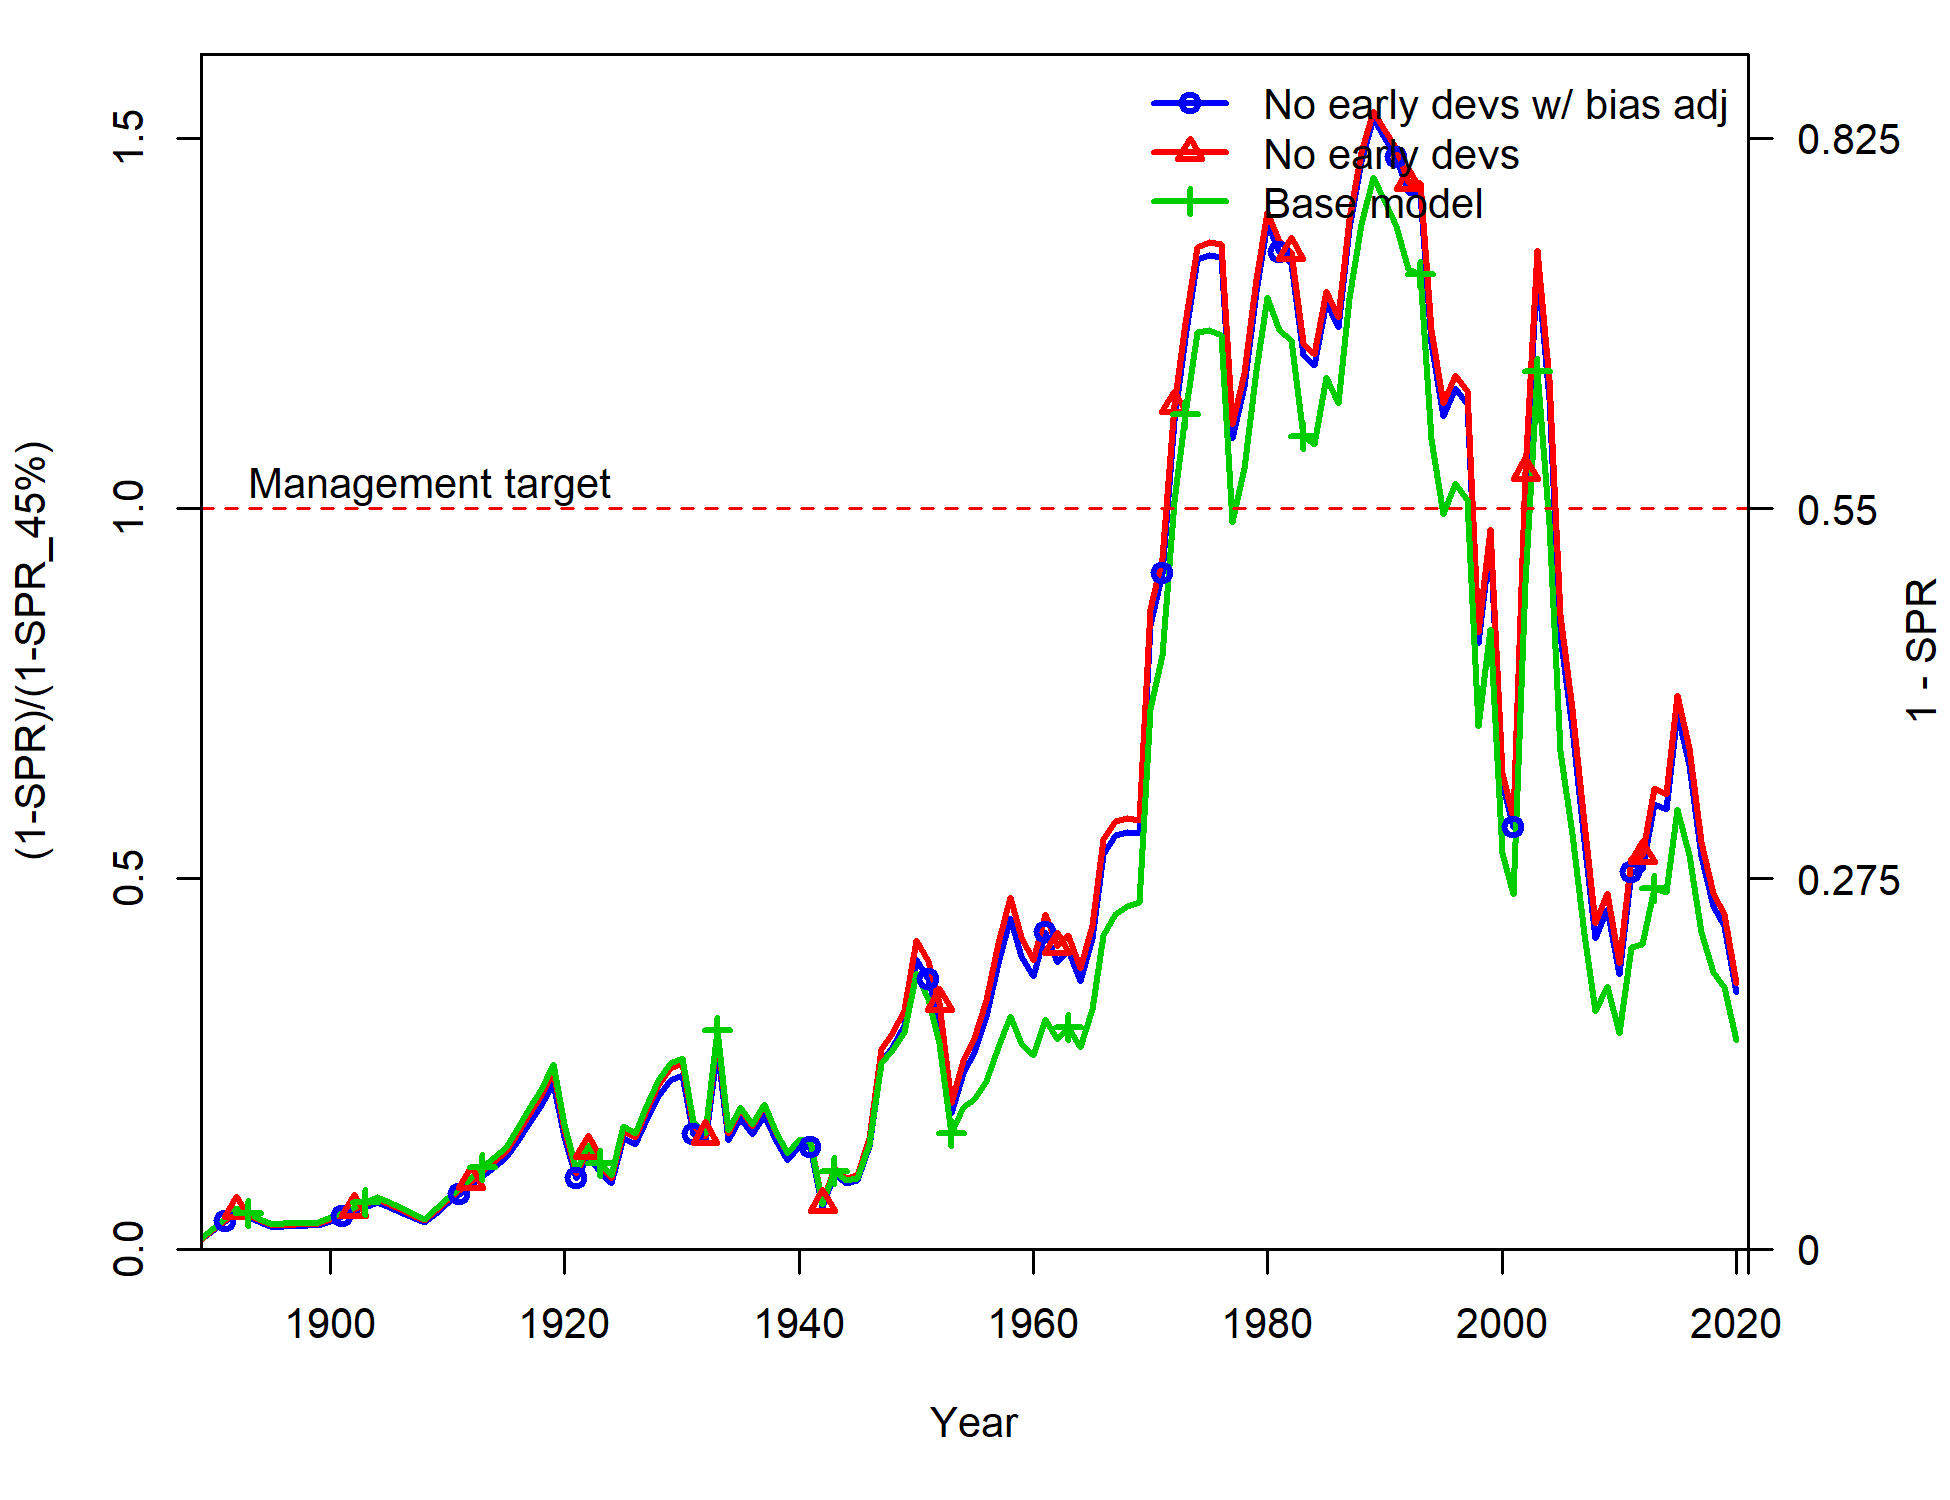 No early devs w/ bias adj
No early devs
Base model
Management target
1.5
1.0
0.5
0.0
(1-SPR)/(1-SPR_45%)
0.825
0.55
0.275
0
1 - SPR
1900
1920
1940
1960
1980
2000
2020
Year